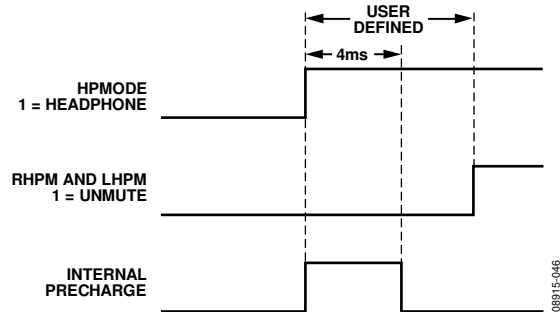 USER
DEFINED
4ms
HPMODE
1 = HEADPHONE
RHPM AND LHPM
1 = UNMUTE
INTERNAL
PRECHARGE
08915-046